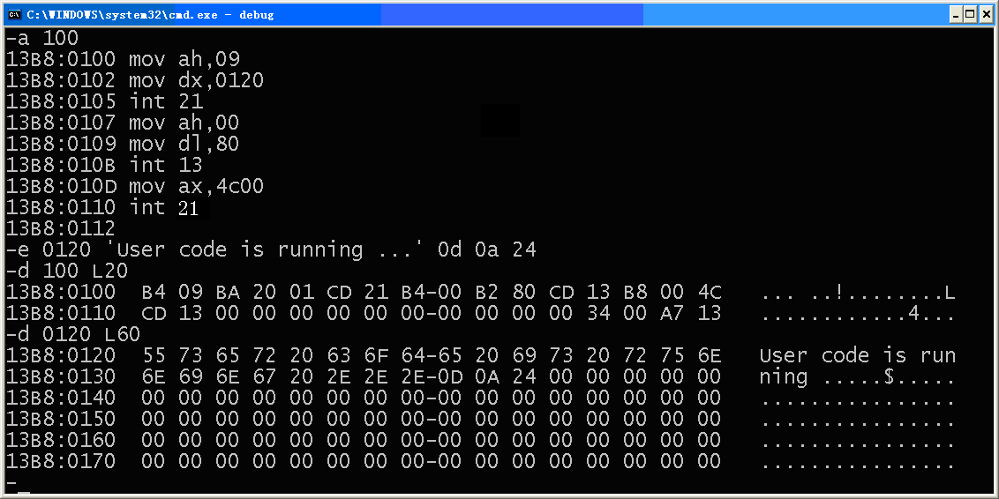 C:\WINDOWS\system32\cmd.exe - debug
-a 100
13B8:0100 mov ah,09
13B8:0102 mov dx,0120
13B8:0105 int 21
13B8:0107 mov ah,00
13B8:0109 mov dl,80
13B8:010B int 13
13B8:010D mov ax,4c00
13B8:0110 int 21
13B8:0112
-e 0120 'User code is running ...' 0d 0a 24
-d 100 L20
13B8:0100  B4 09 BA 20 01 CD 21 B4-00 B2 80 CD 13 B8 00 4C   ... ..!........L
13B8:0110  CD 13 00 00 00 00 00 00-00 00 00 00 34 00 A7 13   ............4...
-d 0120 L60
13B8:0120  55 73 65 72 20 63 6F 64-65 20 69 73 20 72 75 6E   User code is run
13B8:0130  6E 69 6E 67 20 2E 2E 2E-0D 0A 24 00 00 00 00 00   ning .....$.....
13B8:0140  00 00 00 00 00 00 00 00-00 00 00 00 00 00 00 00   ................
13B8:0150  00 00 00 00 00 00 00 00-00 00 00 00 00 00 00 00   ................
13B8:0160  00 00 00 00 00 00 00 00-00 00 00 00 00 00 00 00   ................
13B8:0170  00 00 00 00 00 00 00 00-00 00 00 00 00 00 00 00   ................
-_